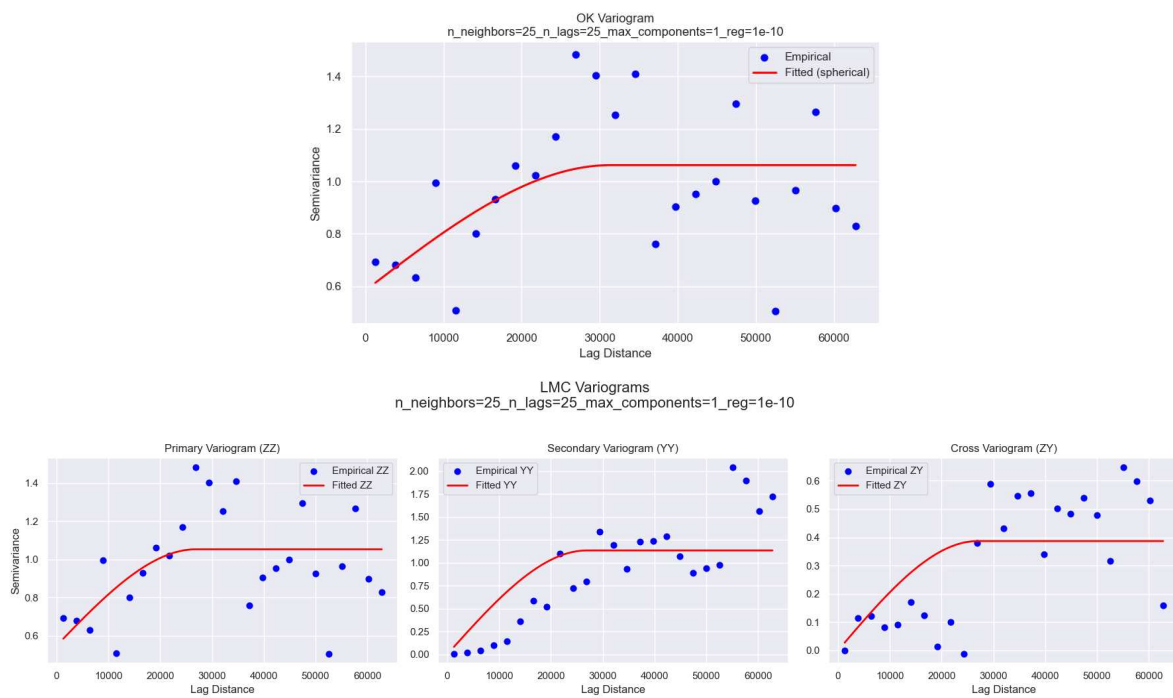 OK Variogram
n_neighbors=25_n_lags=25_max_components=1_reg=1e-10
Empirical
Fitted (spherical)
Semivariance
1.4
1.2
1.0
0.8
0.6
0
10000
20000
30000
40000
50000
60000
Lag Distance
LMC Variograms
n_neighbors=25_n_lags=25_max_components=1_reg=1e-10
Primary Variogram (ZZ)
Empirical ZZ
Fitted ZZ
Semivariance
1.4
1.2
1.0
0.8
0.6
0
10000
20000
30000
40000
50000
60000
Lag Distance
Secondary Variogram (YY)
Empirical YY
Fitted YY
2.00
1.75
1.50
1.25
1.00
0.75
0.50
0.25
0.00
0
10000
20000
30000
40000
50000
60000
Lag Distance
Cross Variogram (ZY)
Empirical ZY
Fitted ZY
0.6
0.5
0.4
0.3
0.2
0.1
0.0
0
10000
20000
30000
40000
50000
60000
Lag Distance